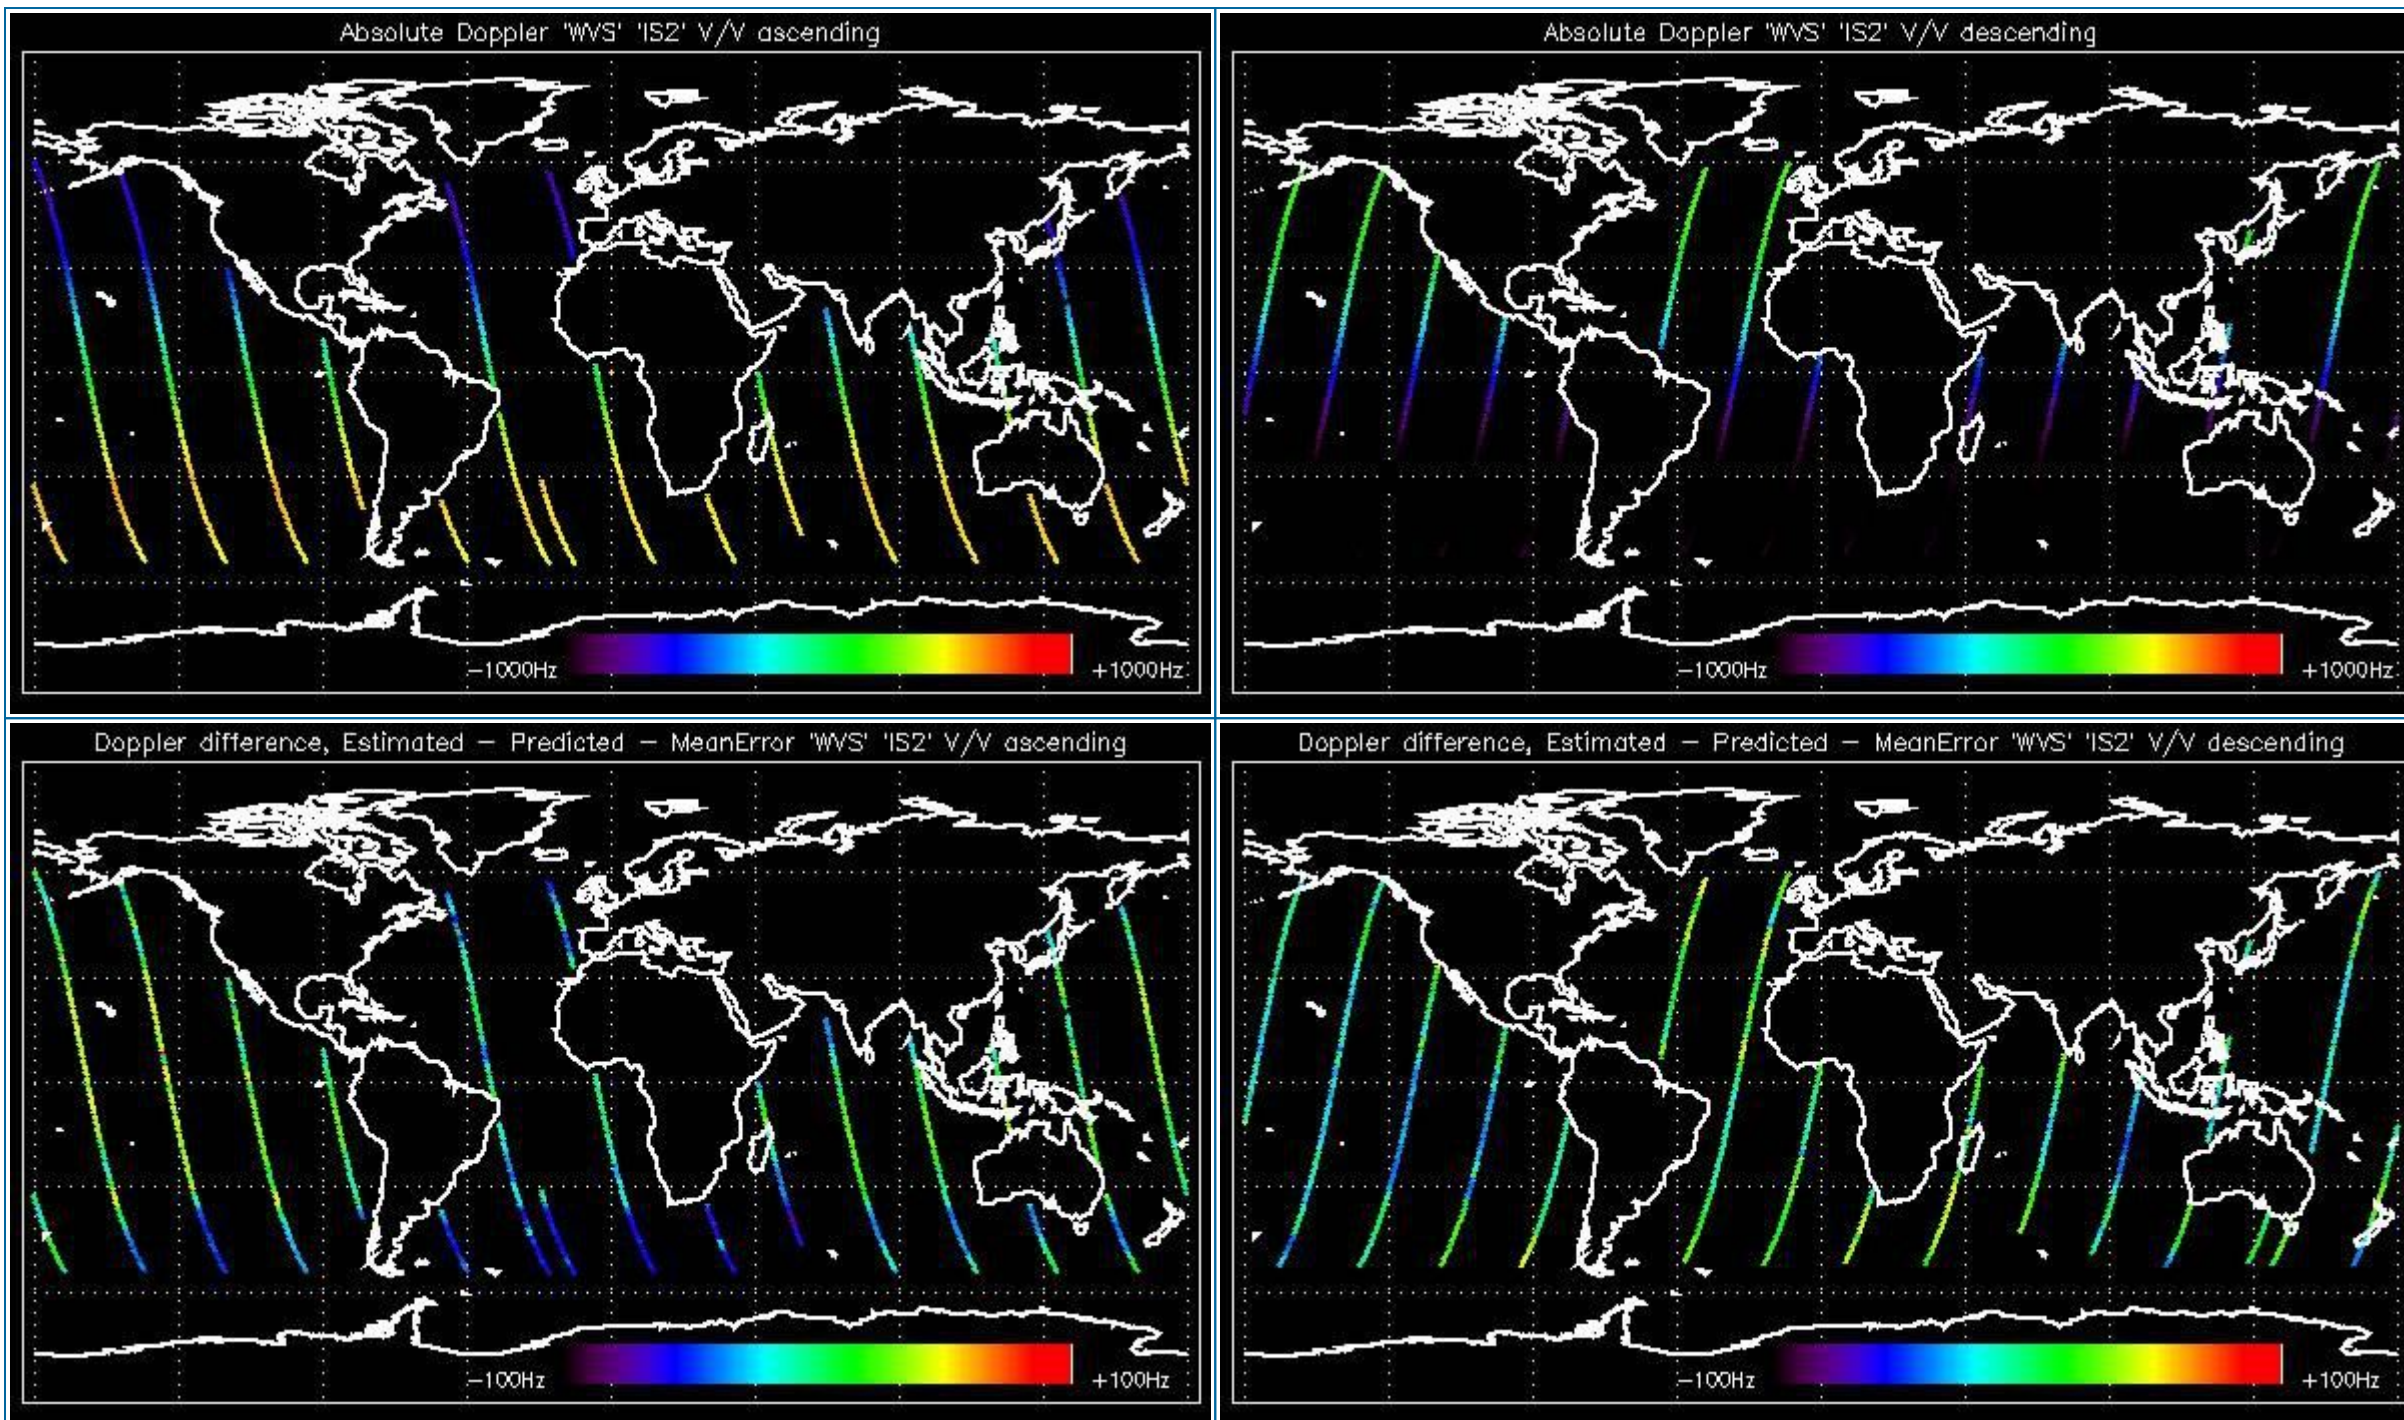 Absolute Doppler 'WVS' 'IS2' V/V ascending
-1000Hz
+1000Hz
Absolute Doppler 'WVS' 'IS2' V/V descending
-1000Hz
+1000Hz
Doppler difference, Estimated - Predicted - MeanError 'WVS' 'IS2' V/V ascending
-100Hz
+100Hz
Doppler difference, Estimated - Predicted - MeanError 'WVS' 'IS2' V/V descending
-100Hz
+100Hz